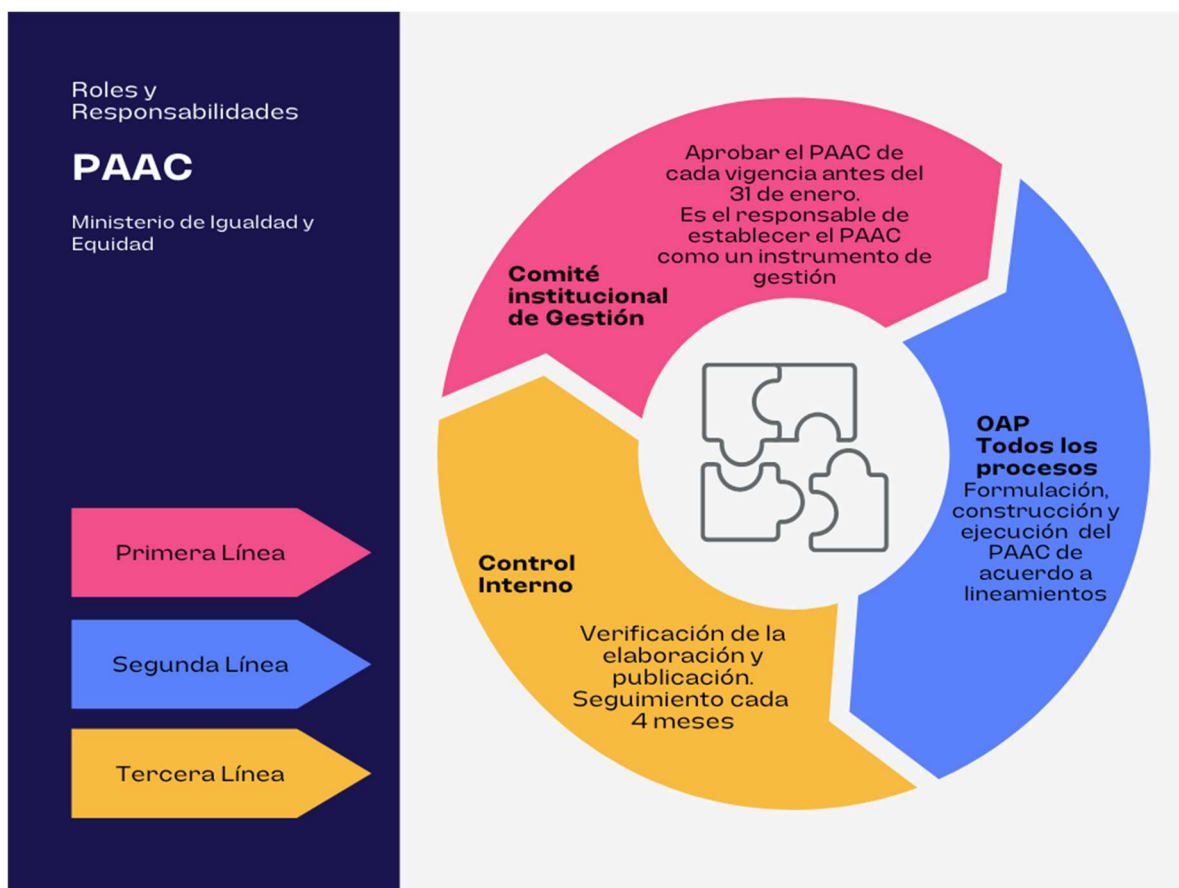 Roles y
Responsabilidades
PAAC
Ministerio de Igualdad y
Equidad
Primera Línea
Segunda Línea
Tercera Línea
Aprobar el PAAC de
cada vigencia antes del
31 de enero.
Es el responsable de
establecer el PAAC
como un instrumento de
gestión
Comité
institucional
de Gestión
OAP
Todos los
procesos
Formulación,
construcción y
ejecución del
PAAC de
acuerdo a
lineamientos
Control
Interno
Verificación de la
elaboración y
publicación.
Seguimiento cada
4 meses